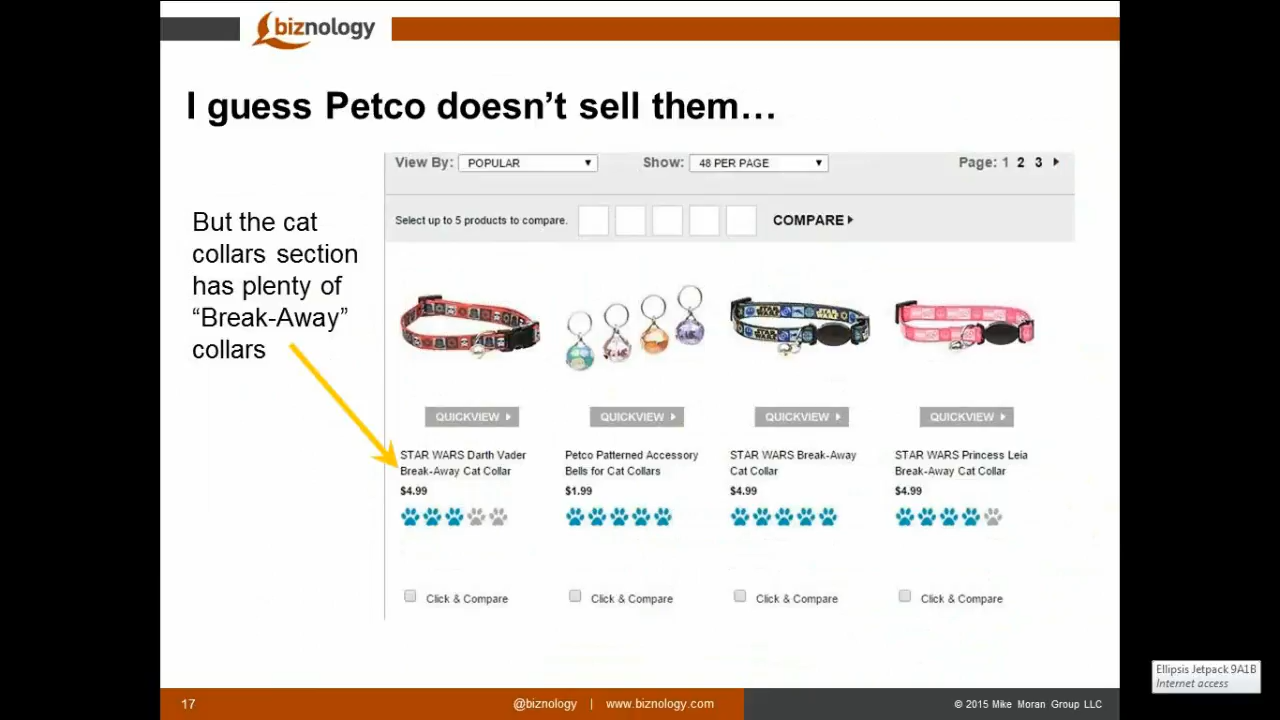 biznology
I guess Petco doesn’t sell them…
But the cat
collars section
has plenty of
“Break-Away”
collars
View By: POPULAR Show: 48 PER PAGE Page: 1 2 3
Select up to 5 products to compare. COMPARE
QUICKVIEW QUICKVIEW QUICKVIEW QUICKVIEW
STAR WARS Darth Vader
Break-Away Cat Collar
$4.99
Petco Patterned Accessory
Bells for Cat Collars
$1.99
STAR WARS Break-Away
Cat Collar
$4.99
STAR WARS Princess Leia
Break-Away Cat Collar
$4.99
Click & Compare Click & Compare Click & Compare Click & Compare
17 @biznology | www.biznology.com © 2015 Mike Moran Group LLC
Ellipsis Jetpack 9A1B
Internet access